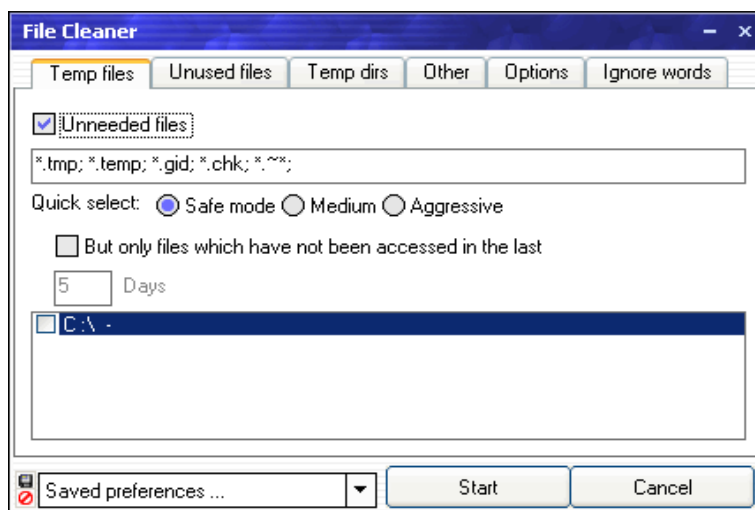 File Cleaner
Temp files Unused files Temp dirs Other Options Ignore words
Unneeded files
*.tmp; *.temp; *.gid; *.chk; *.~*;
Quick select: Safe mode Medium Aggressive
But only files which have not been accessed in the last
5 Days
C:\ -
Saved preferences ... Start Cancel